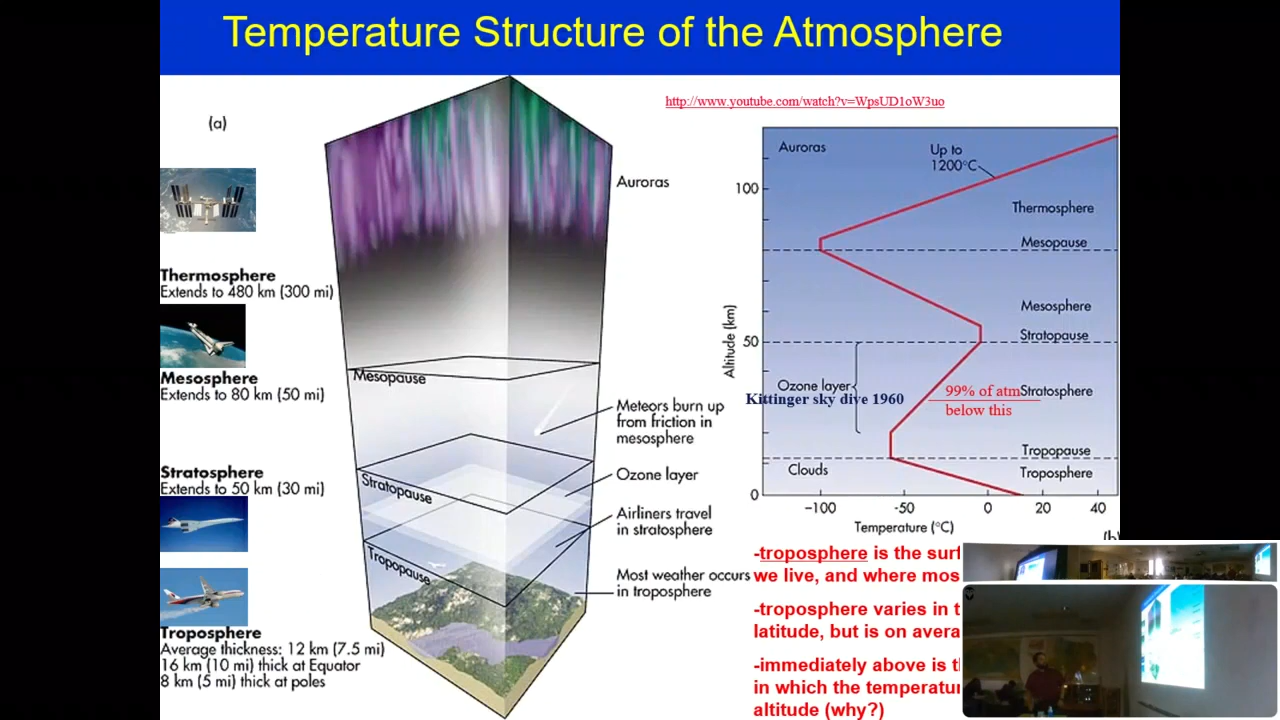 Temperature Structure of the Atmosphere
http://www.youtube.com/watch?v=WpsUD1oW3uo
(a)
Thermosphere
Extends to 480 km (300 mi)
Mesosphere
Extends to 80 km (50 mi)
Stratosphere
Extends to 50 km (30 mi)
Troposphere
Average thickness: 12 km (7.5 mi)
16 km (10 mi) thick at Equator
8 km (5 mi) thick at poles
Mesopause
Stratopause
Tropopause
Auroras
Meteors burn up
from friction in
mesosphere
Ozone layer
Airliners travel
in stratosphere
Most weather occurs
in troposphere
Auroras
Up to
1200°C
100
Thermosphere
Mesopause
Mesosphere
Stratopause
50
Altitude (km)
Ozone layer
Kittinger sky dive 1960
99% of atm
below this
Stratosphere
Tropopause
Clouds
Troposphere
0
−100
-50
0
20
40
Temperature (°C)
(b)
-troposphere is the surf
we live, and where mos
-troposphere varies in t
latitude, but is on avera
-immediately above is t
in which the temperatu
altitude (why?)